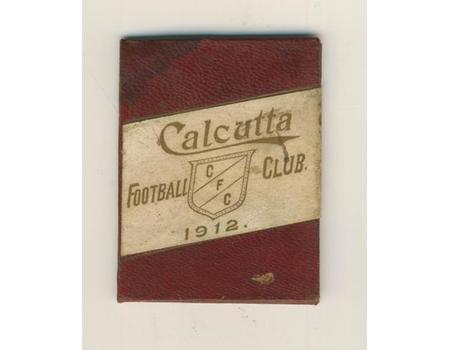 Calcutta
FOOTBALL CLUB.
C
F
C
1912.